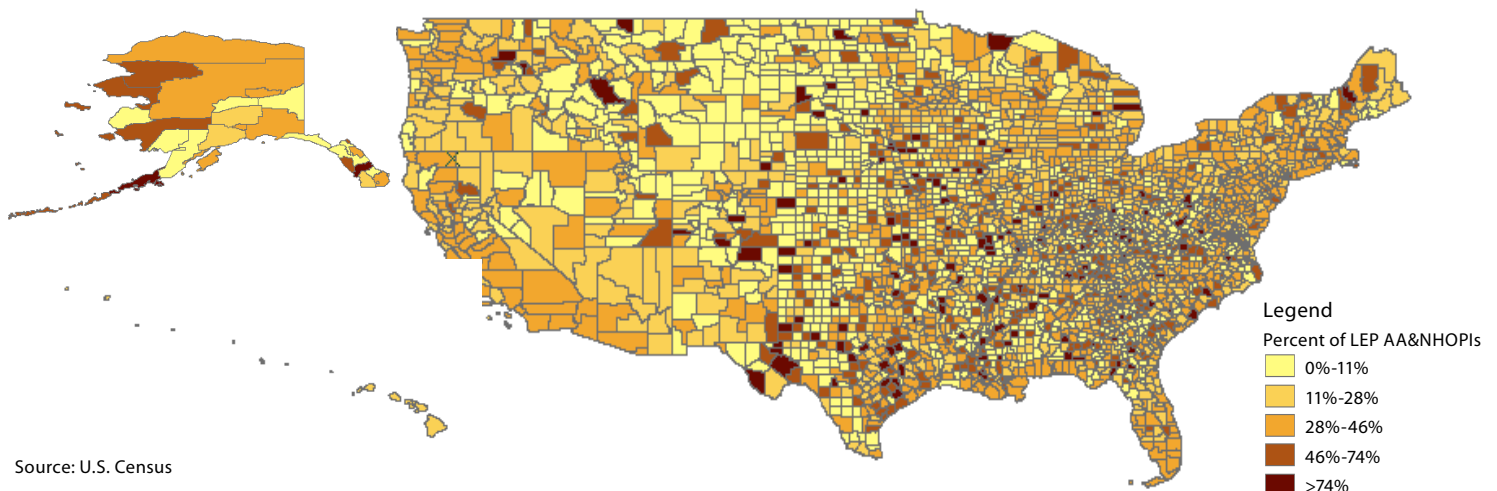 Legend
Percent of LEP AA&NHOPIs
0%-11%
11%-28%
28%-46%
46%-74%
>74%
Source: U.S. Census